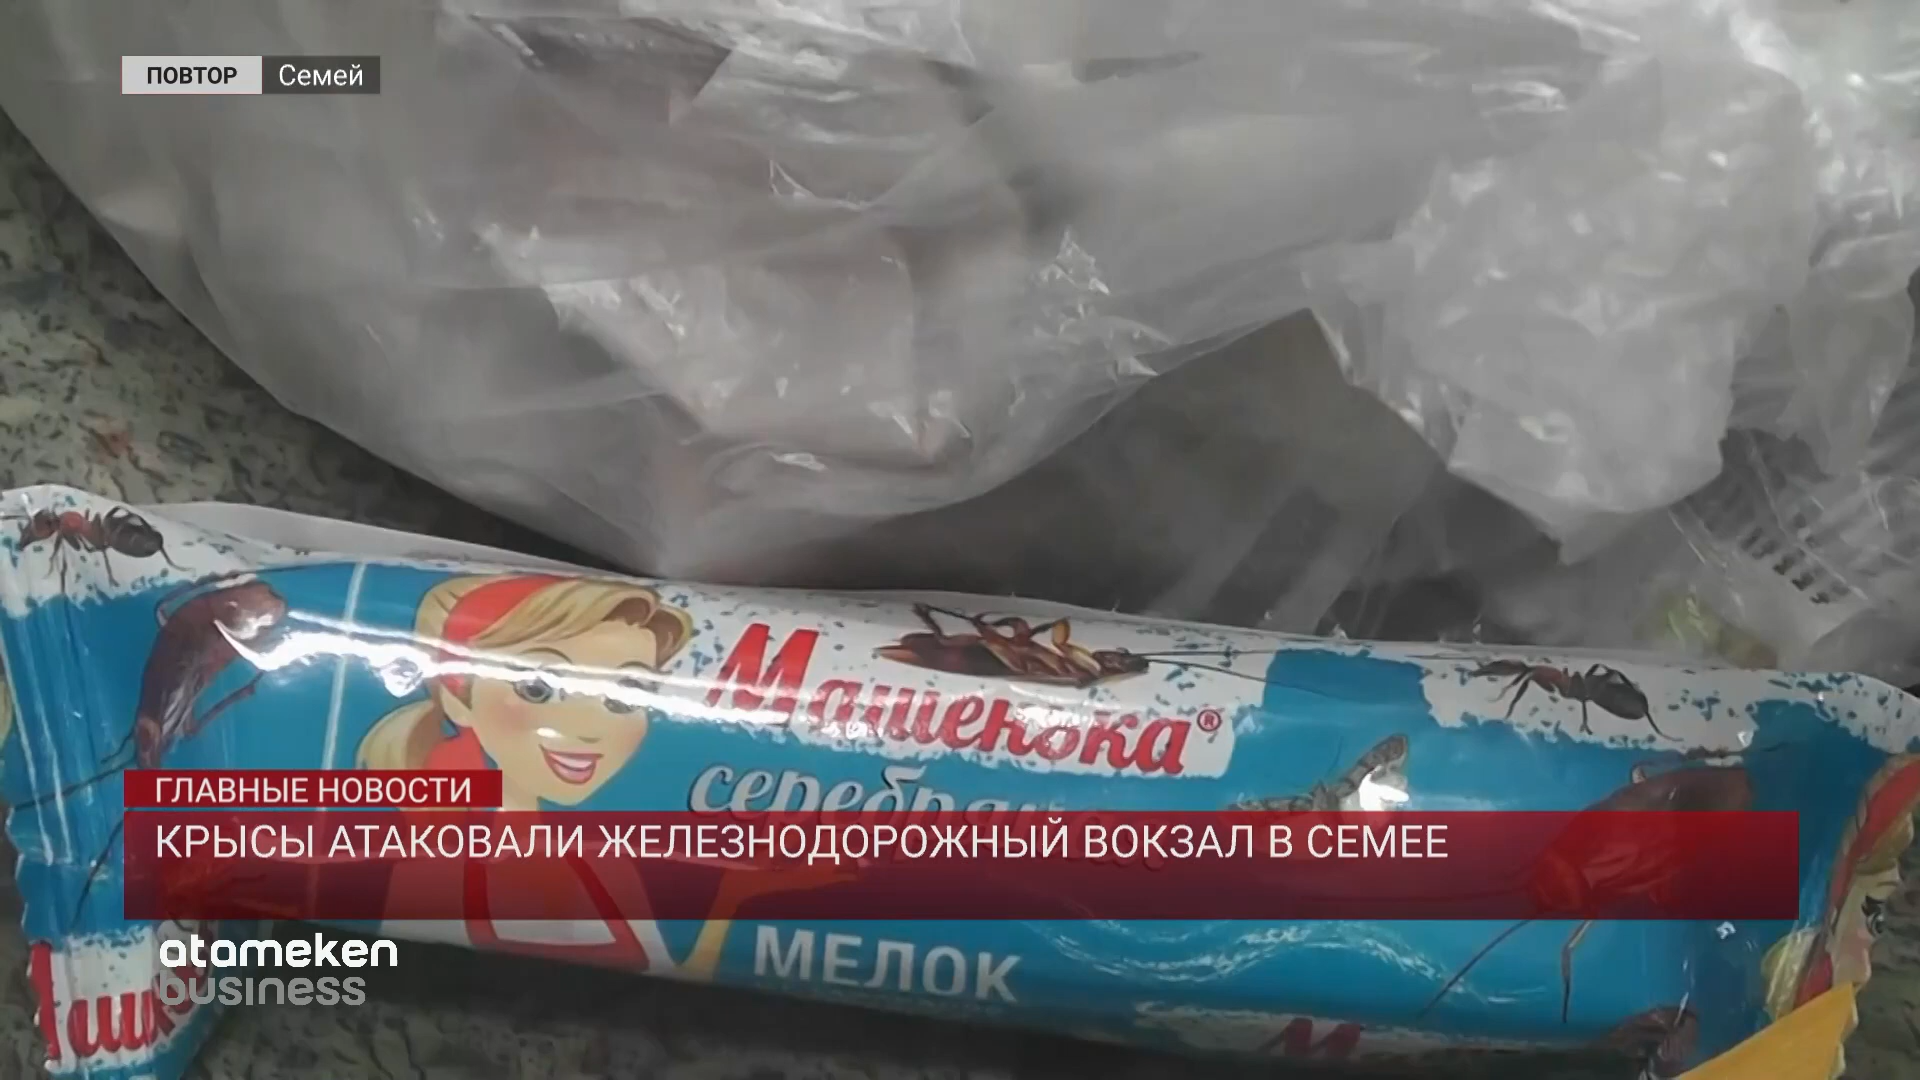 ПОВТОР Семей
Машенька®
ГЛАВНЫЕ НОВОСТИ
КРЫСЫ АТАКОВАЛИ ЖЕЛЕЗНОДОРОЖНЫЙ ВОКЗАЛ В СЕМЕЕ
МЕЛОК
atameken
business